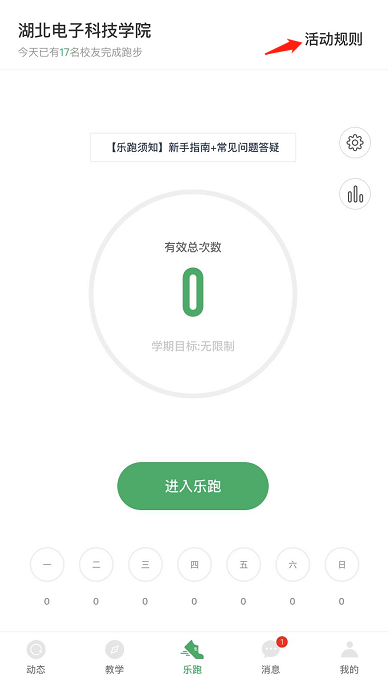 湖北电子科技学院
活动规则
今天已有17名校友完成跑步
【乐跑须知】新手指南+常见问题答疑
有效总次数
0
学期目标:无限制
进入乐跑
一 二 三 四 五 六 日
0 0 0 0 0 0 0
1
动态 教学 乐跑 消息 我的